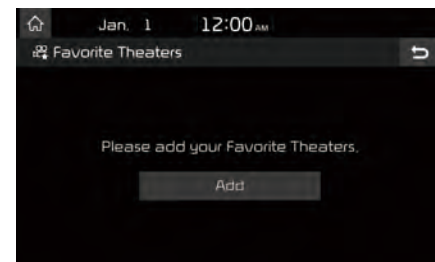 Jan. 1 12:00 AM
Favorite Theaters
Please add your Favorite Theaters.
Add